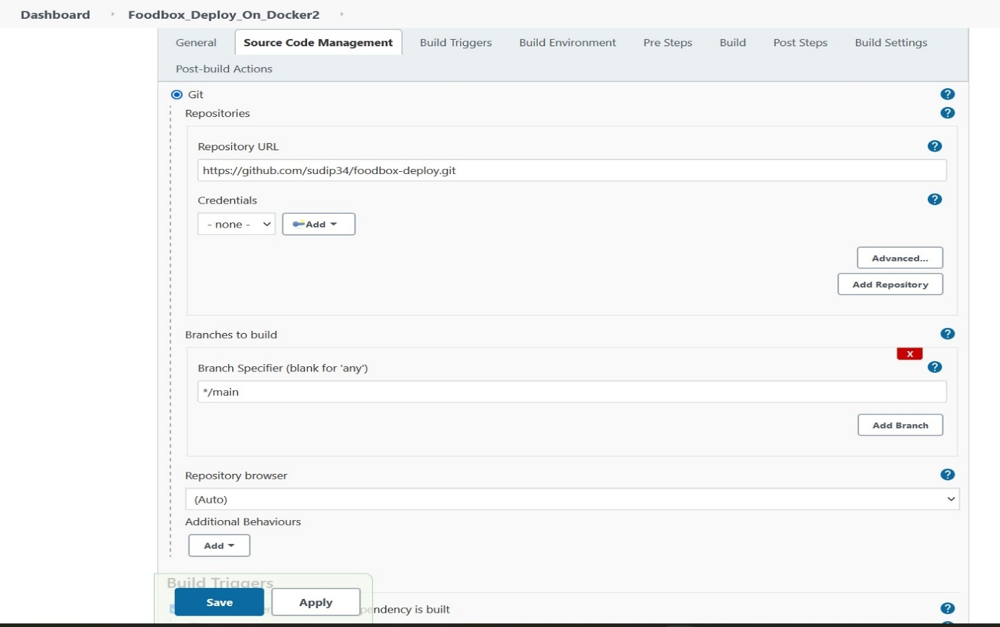 Dashboard Foodbox_Deploy_On_Docker2
General Source Code Management Build Triggers Build Environment Pre Steps Build Post Steps Build Settings
Post-build Actions
Git ?
Repositories ?
Repository URL ?
https://github.com/sudip34/foodbox-deploy.git
Credentials ?
- none - Add
Advanced...
Add Repository
Branches to build ?
X
Branch Specifier (blank for 'any') ?
*/main
Add Branch
Repository browser ?
(Auto)
Additional Behaviours
Add
Build Triggers
Save Apply
is built ?